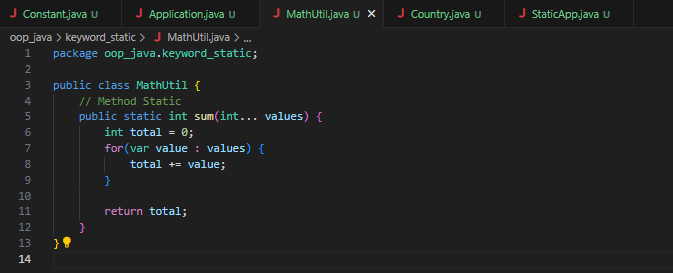 J Constant.java U J Application.java U J MathUtil.java U × J Country.java U J StaticApp.java U
oop_java > keyword_static > J MathUtil.java > ...
1 package oop_java.keyword_static;
2
3 public class MathUtil {
4 // Method Static
5 public static int sum(int... values) {
6 int total = 0;
7 for(var value : values) {
8 total += value;
9 }
10
11 return total;
12 }
13 }
14